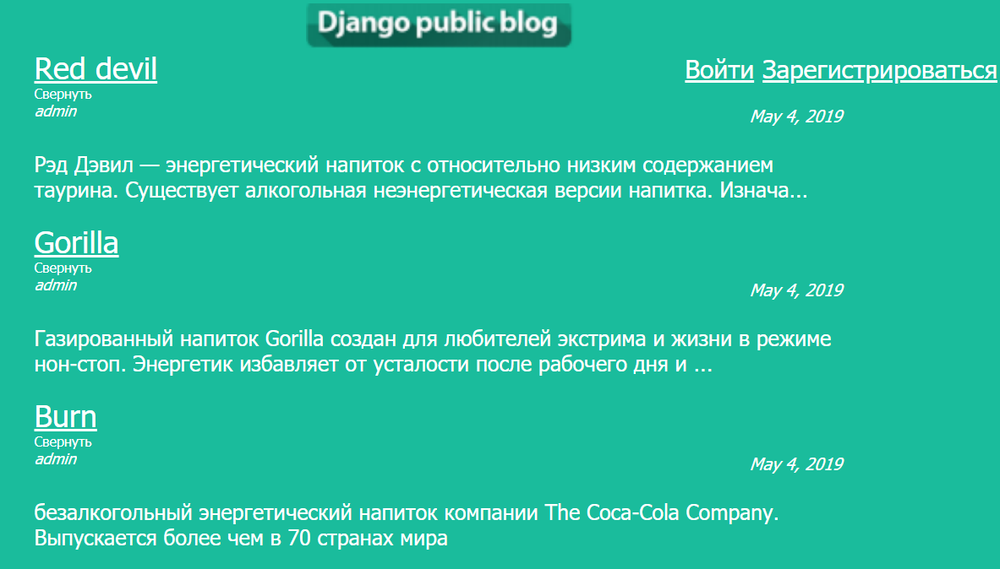 Django public blog
Red devil
Войти Зарегистрироваться
Свернуть
admin
May 4, 2019
Рэд Дэвил — энергетический напиток с относительно низким содержанием
таурина. Существует алкогольная неэнергетическая версии напитка. Изнача...
Gorilla
Свернуть
admin
May 4, 2019
Газированный напиток Gorilla создан для любителей экстрима и жизни в режиме
нон-стоп. Энергетик избавляет от усталости после рабочего дня и ...
Burn
Свернуть
admin
May 4, 2019
безалкогольный энергетический напиток компании The Coca-Cola Company.
Выпускается более чем в 70 странах мира